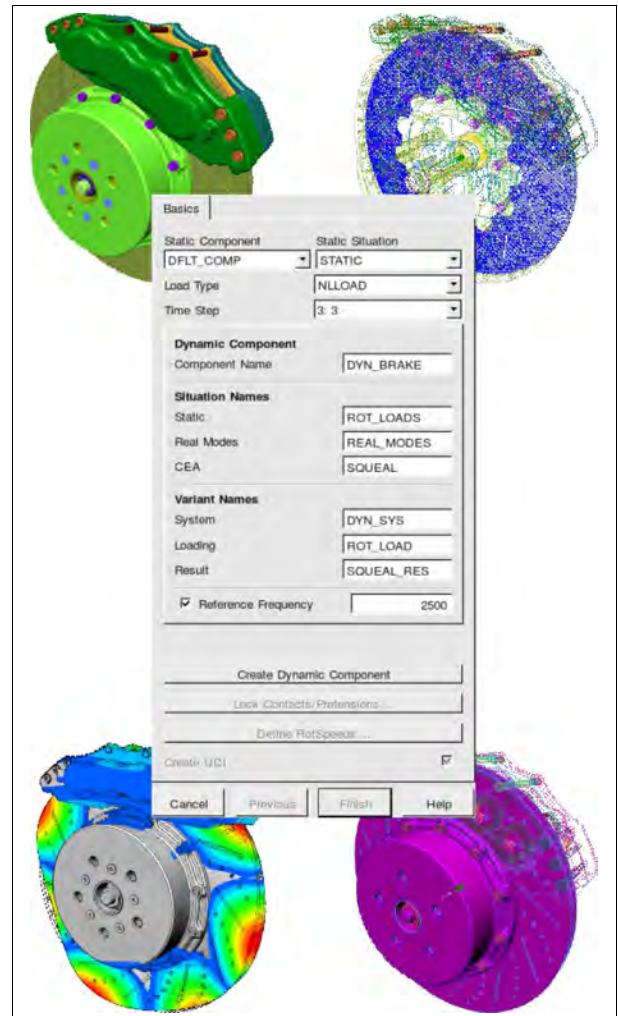 Basics
Static Component Static Situation
DFLT_COMP STATIC
Load Type NLLOAD
Time Step 3: 3
Dynamic Component
Component Name DYN_BRAKE
Situation Names
Static ROT_LOADS
Real Modes REAL_MODES
CEA SQUEAL
Variant Names
System DYN_SYS
Loading ROT_LOAD
Result SQUEAL_RES
Reference Frequency 2500
Create Dynamic Component
Lock Contacts/Pretensions ...
Define RotSpeeds ...
Create UCI
Cancel Previous Finish Help